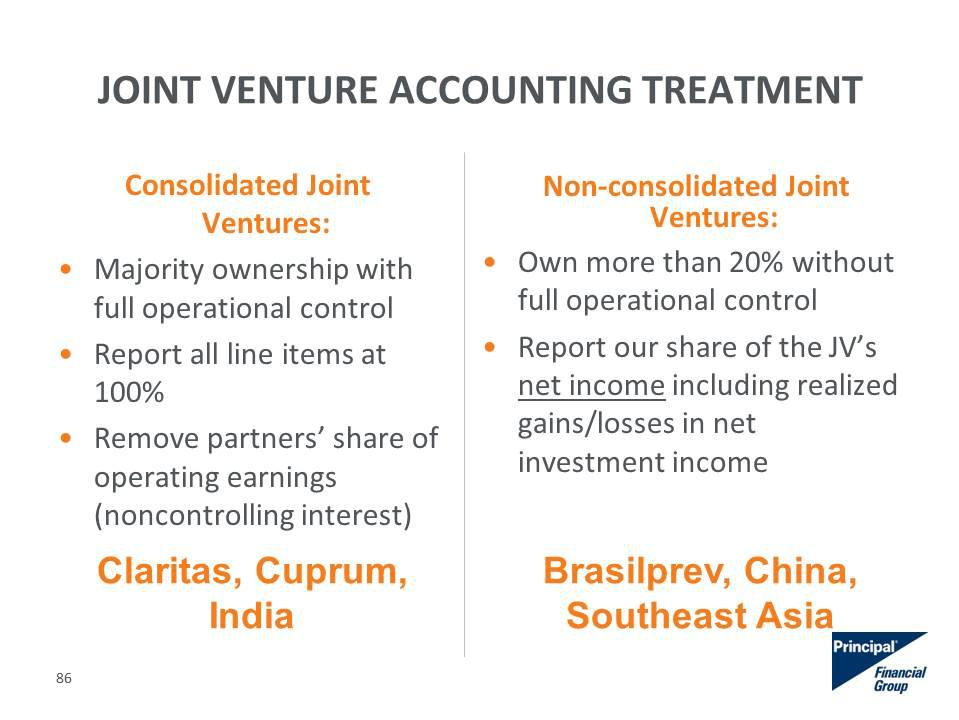 JOINT VENTURE ACCOUNTING TREATMENT
Consolidated Joint
Ventures:
• Majority ownership with
full operational control
• Report all line items at
100%
• Remove partners’ share of
operating earnings
(noncontrolling interest)
Claritas, Cuprum,
India
Non-consolidated Joint
Ventures:
• Own more than 20% without
full operational control
• Report our share of the JV’s
net income including realized
gains/losses in net
investment income
Brasilprev, China,
Southeast Asia
86
Principal®
Financial
Group